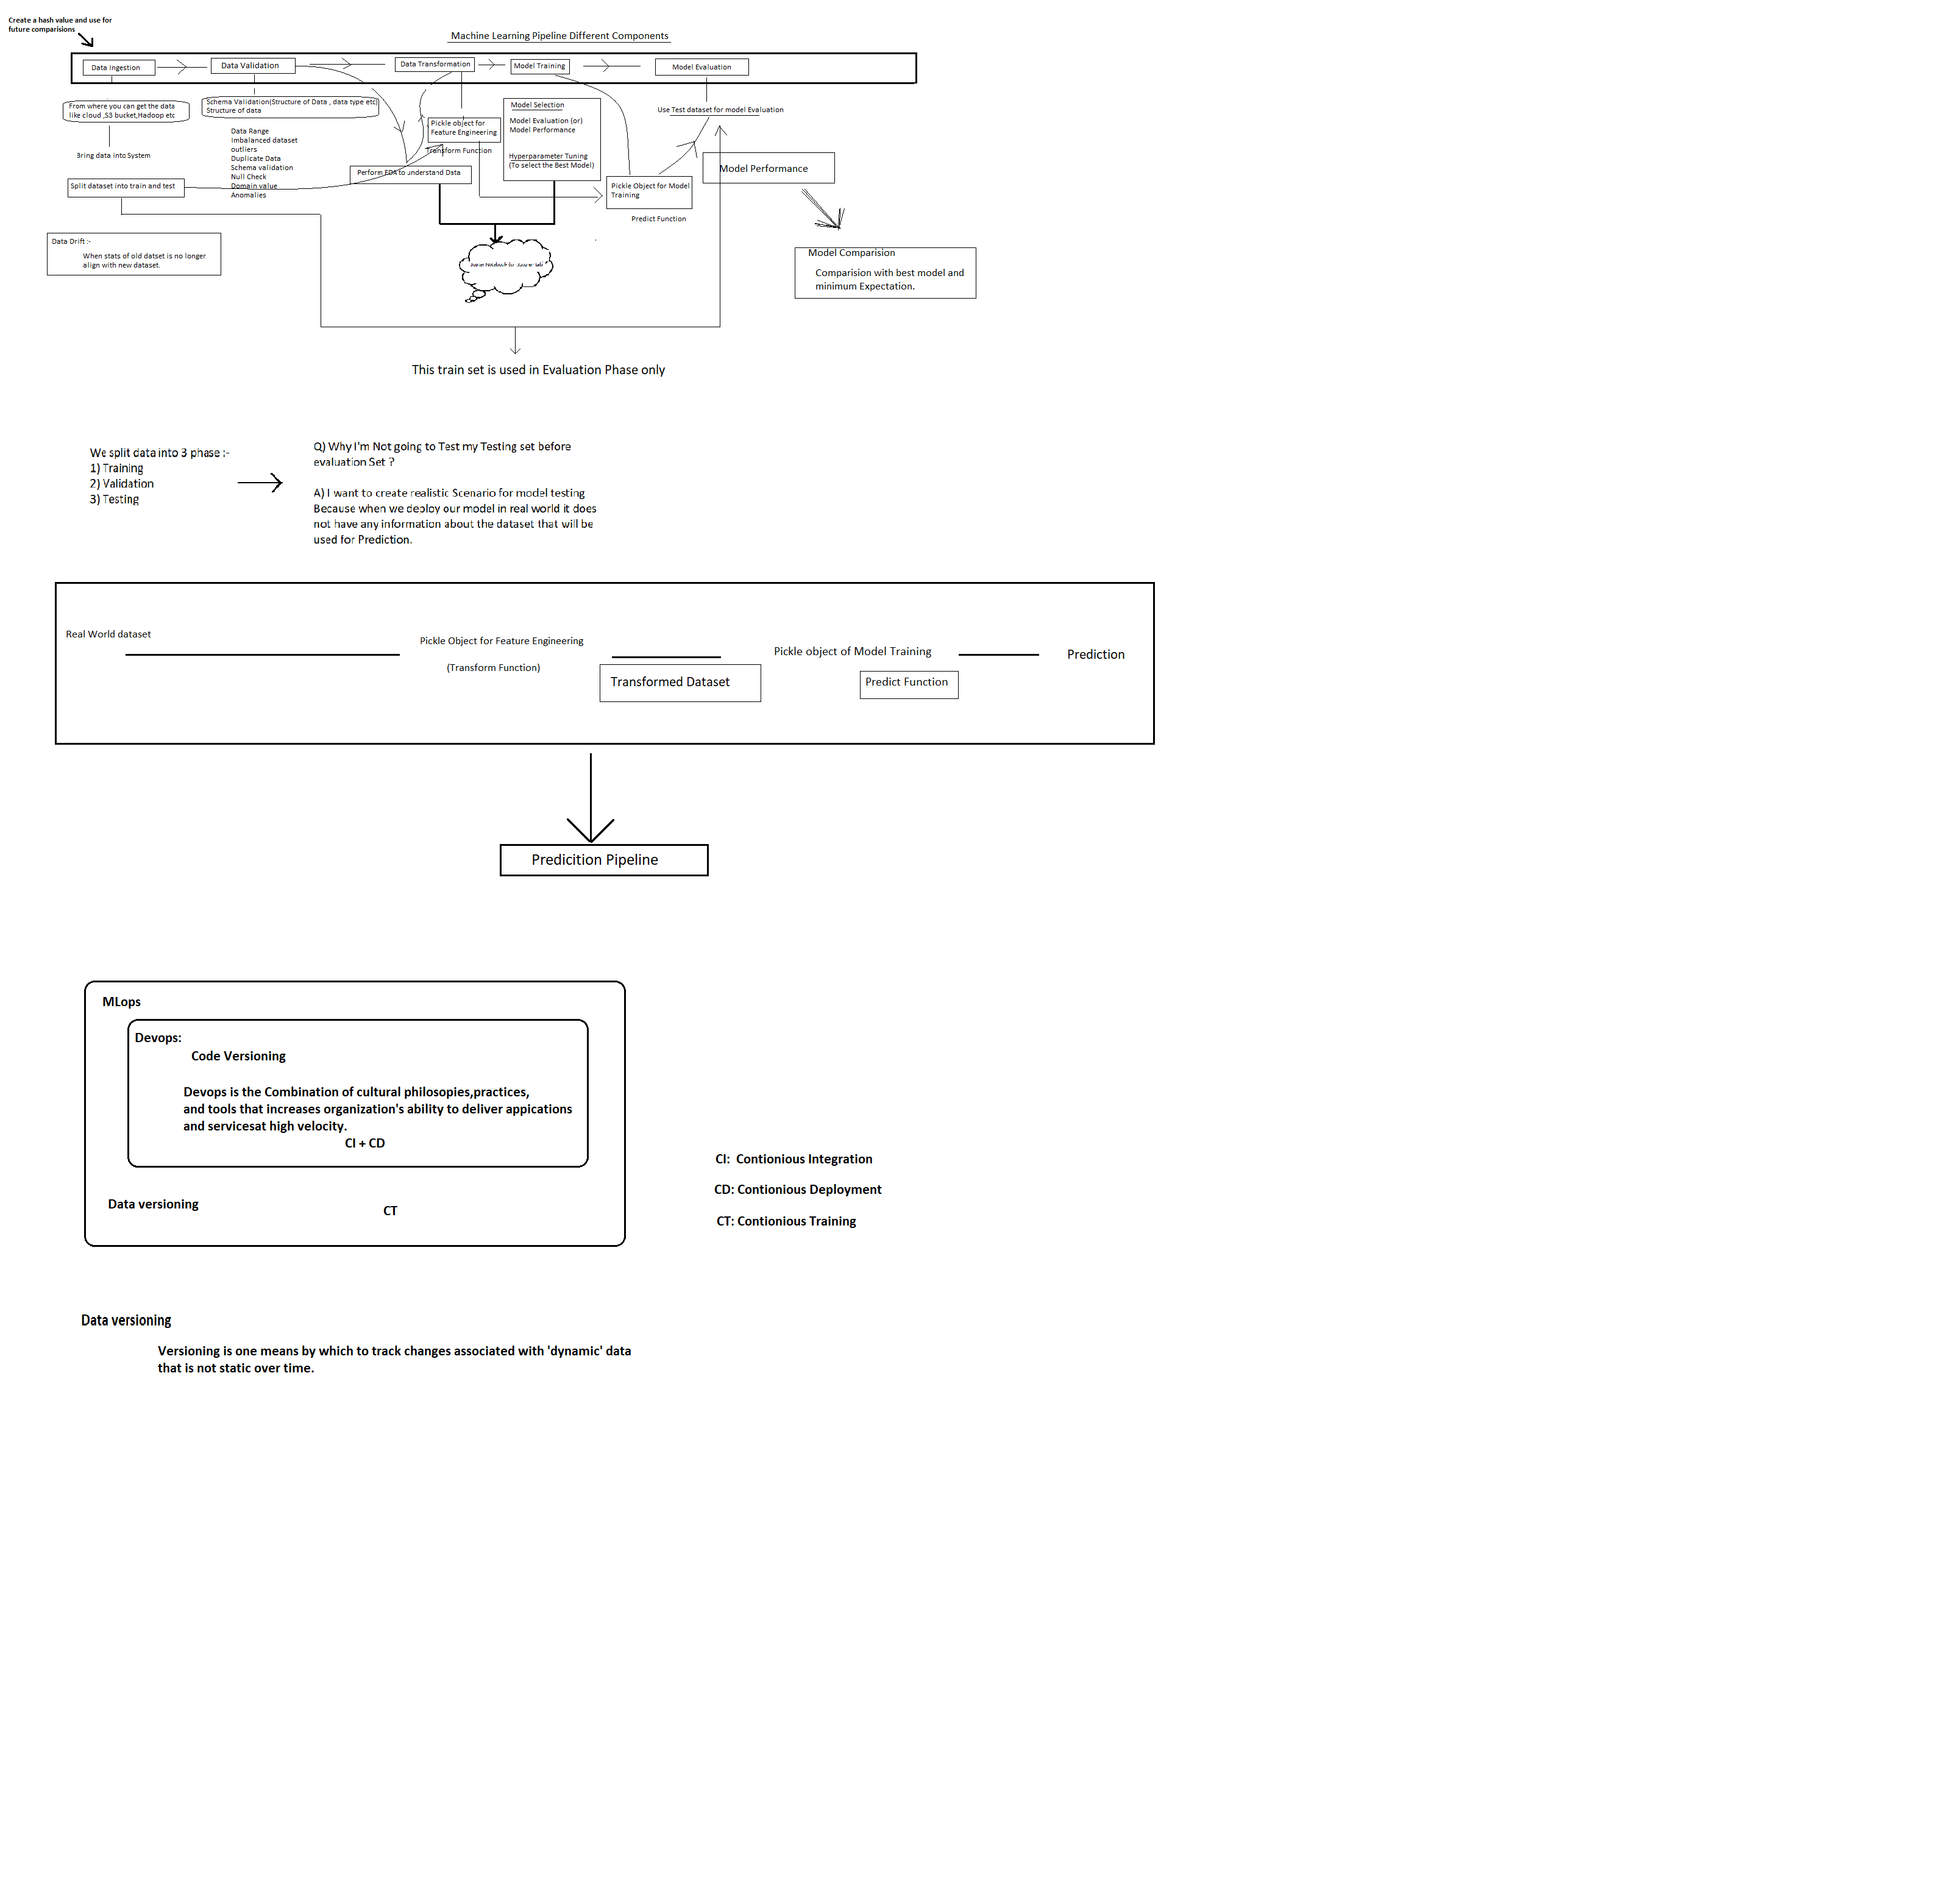 Create a hash value and use for
future comparisions
Machine Learning Pipeline Different Components
Data Ingestion
Data Validation
Data Transformation
Model Training
Model Evaluation
From where you can get the data
like cloud ,S3 bucket,Hadoop etc
Bring data into System
Split dataset into train and test
Schema Validation(Structure of Data , data type etc)
Structure of data
Data Range
Imbalanced dataset
outliers
Duplicate Data
Schema validation
Null Check
Domain value
Anomalies
Pickle object for
Feature Engineering
Transform Function
Perform EDA to understand Data
Model Selection
Model Evaluation (or)
Model Performance
Hyperparameter Tuning
(To select the Best Model)
Pickle Object for Model
Training
Predict Function
Use Test dataset for model Evaluation
Model Performance
Data Drift :-
When stats of old datset is no longer
align with new dataset.
Notebook
Model Comparision
Comparision with best model and
minimum Expectation.
This train set is used in Evaluation Phase only
We split data into 3 phase :-
1) Training
2) Validation
3) Testing
Q) Why I'm Not going to Test my Testing set before
evaluation Set ?
A) I want to create realistic Scenario for model testing
Because when we deploy our model in real world it does
not have any information about the dataset that will be
used for Prediction.
Real World dataset
Pickle Object for Feature Engineering
(Transform Function)
Transformed Dataset
Pickle object of Model Training
Predict Function
Prediction
Predicition Pipeline
MLops
Devops:
Code Versioning
Devops is the Combination of cultural philosopies,practices,
and tools that increases organization's ability to deliver appications
and servicesat high velocity.
CI + CD
Data versioning
CT
CI:  Contionious Integration
CD: Contionious Deployment
CT: Contionious Training
Data versioning
Versioning is one means by which to track changes associated with 'dynamic' data
that is not static over time.